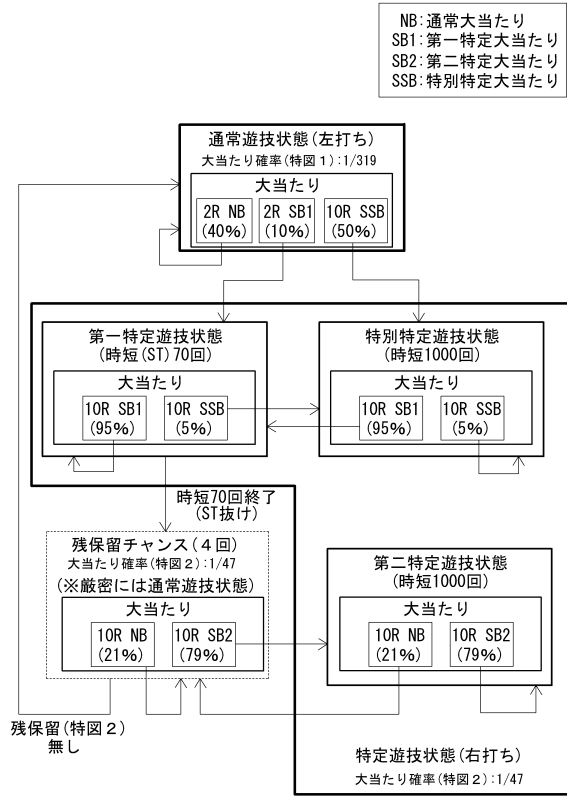 NB:通常大当たり
SB1:第一特定大当たり
SB2:第二特定大当たり
SSB:特別特定大当たり
通常遊技状態(左打ち)
大当たり確率(特図1):1/319
大当たり
2R NB
(40%)
2R SB1
(10%)
10R SSB
(50%)
第一特定遊技状態
(時短(ST)70回)
大当たり
10R SB1
(95%)
10R SSB
(5%)
特別特定遊技状態
(時短1000回)
大当たり
10R SB1
(95%)
10R SSB
(5%)
時短70回終了
(ST抜け)
残保留チャンス(4回)
大当たり確率(特図2):1/47
(※厳密には通常遊技状態)
大当たり
10R NB
(21%)
10R SB2
(79%)
第二特定遊技状態
(時短1000回)
大当たり
10R NB
(21%)
10R SB2
(79%)
残保留(特図2)
無し
特定遊技状態(右打ち)
大当たり確率(特図2):1/47